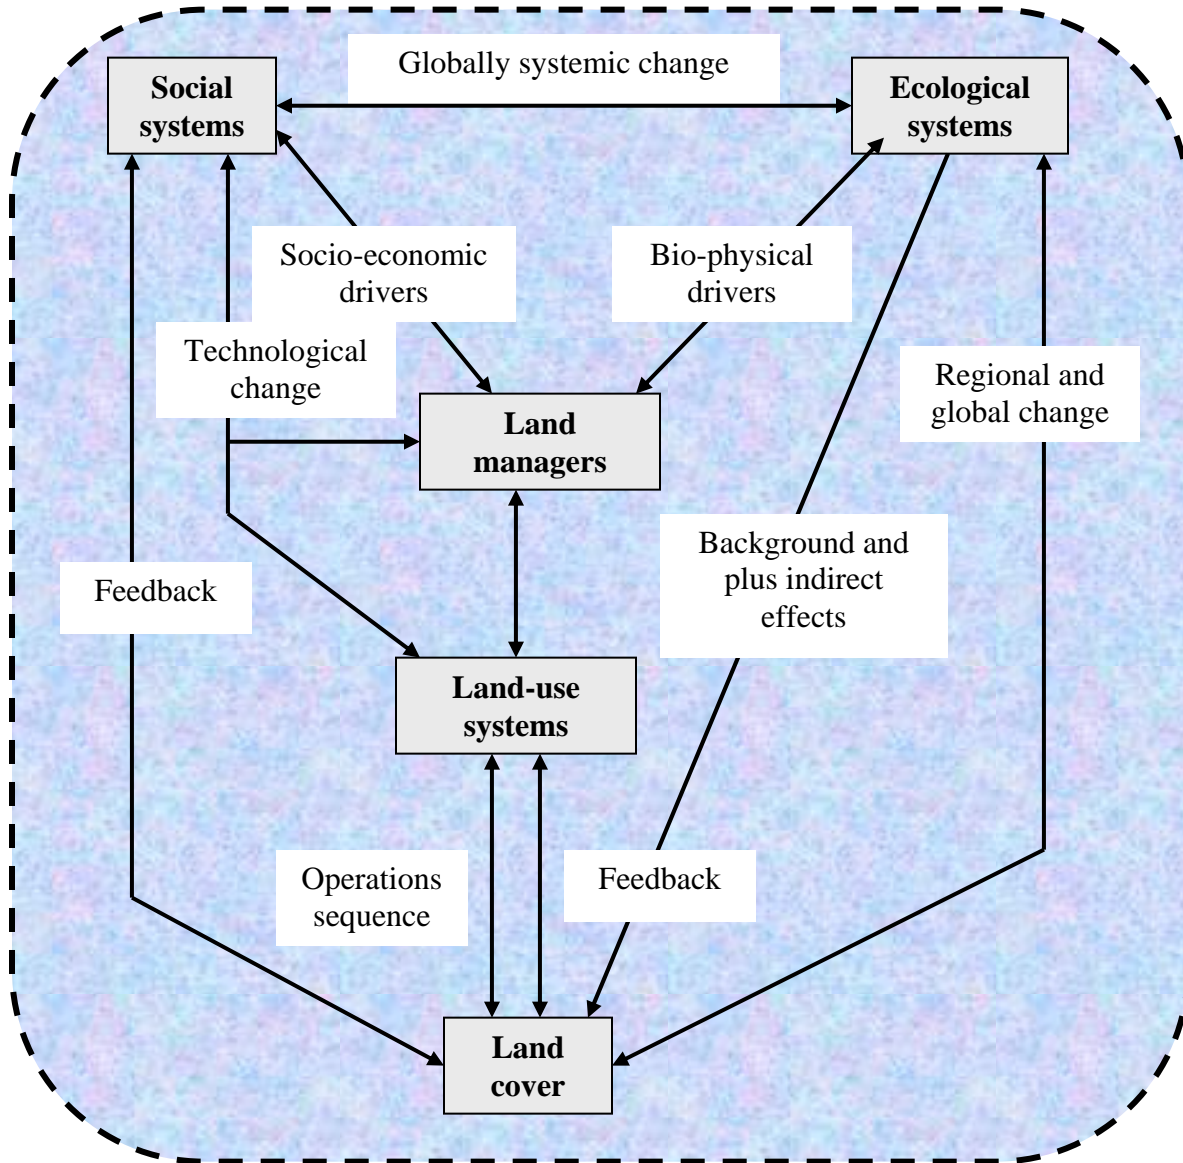 Globally systemic change
Social
systems
Ecological
systems
Socio-economic
drivers
Bio-physical
drivers
Technological
change
Regional and
global change
Land
managers
Background and
plus indirect
effects
Feedback
Land-use
systems
Operations
sequence
Feedback
Land
cover